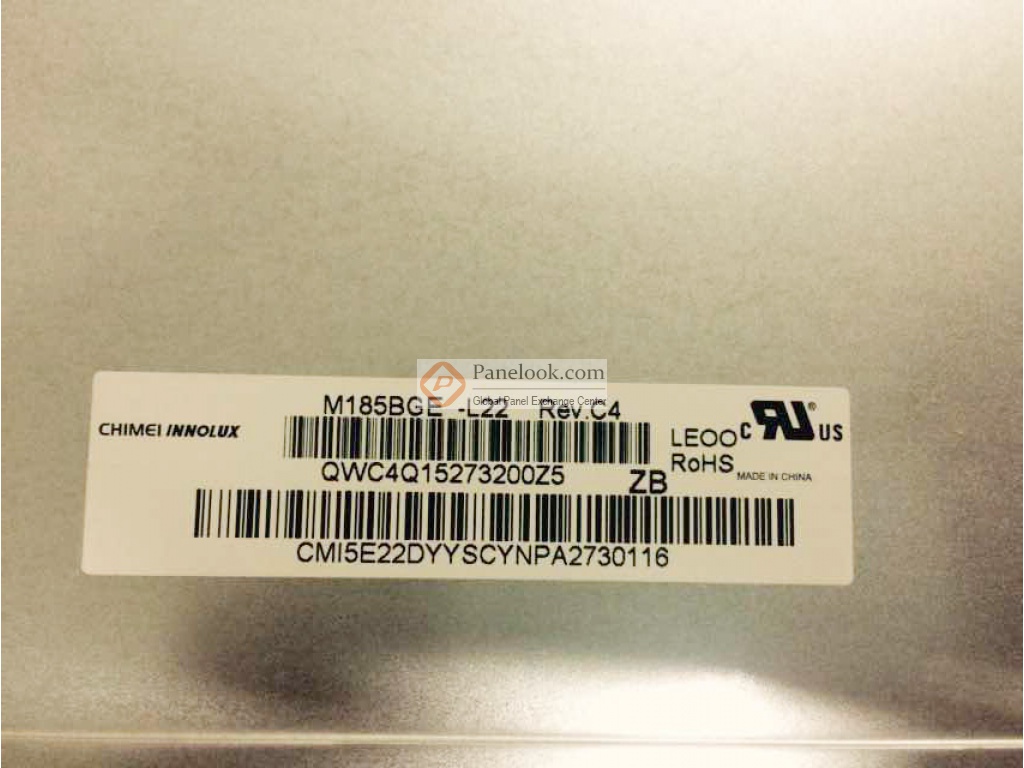 Panelook.com
Global Panel Exchange Center
M185BGE -L22 Rev.C4
CHIMEI INNOLUX
QWC4Q15273200Z5
ZB
LEOO
RoHS
C RU ® US
MADE IN CHINA
CMI5E22DYYSCYNPA2730116